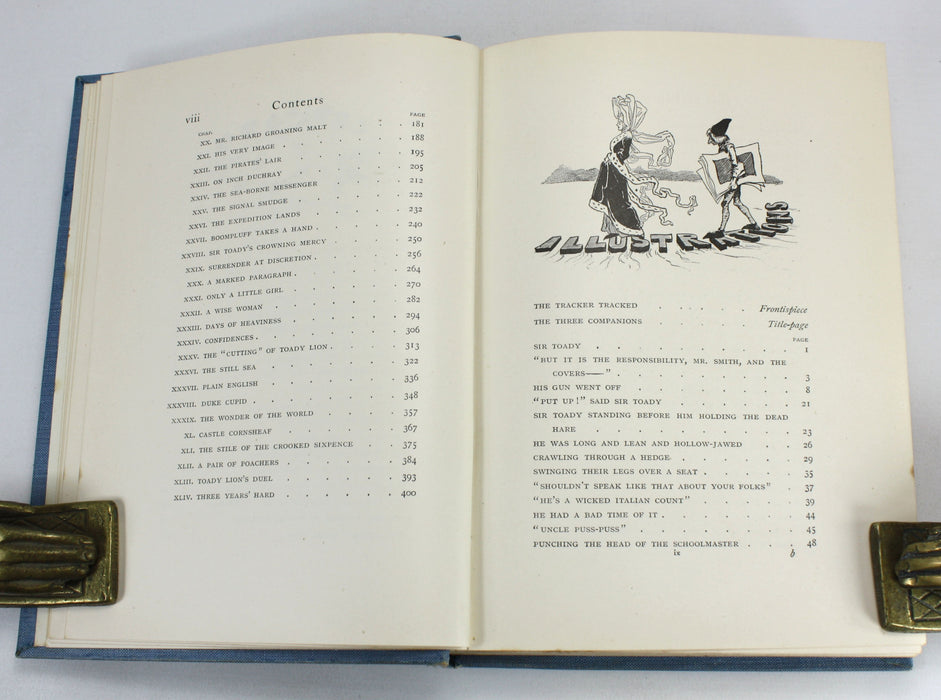 viii Contents
CHAP. PAGE
XX. MR. RICHARD GROANING MALT . . . . 181
XXI. HIS VERY IMAGE . . . . . . 188
XXII. THE PIRATES' LAIR . . . . . 195
XXIII. ON INCH DUCHRAY . . . . . 205
XXIV. THE SEA-BORNE MESSENGER . . . . 212
XXV. THE SIGNAL SMUDGE . . . . . 222
XXVI. THE EXPEDITION LANDS . . . . 232
XXVII. BOOMPLUFF TAKES A HAND . . . . 240
XXVIII. SIR TOADY'S CROWNING MERCY . . . . 250
XXIX. SURRENDER AT DISCRETION . . . . 256
XXX. A MARKED PARAGRAPH . . . . . 264
XXXI. ONLY A LITTLE GIRL . . . . . 270
XXXII. A WISE WOMAN . . . . . . 282
XXXIII. DAYS OF HEAVINESS . . . . . 294
XXXIV. CONFIDENCES . . . . . . 306
XXXV. THE "CUTTING" OF TOADY LION . . . . 313
XXXVI. THE STILL SEA . . . . . . 322
XXXVII. PLAIN ENGLISH . . . . . . 336
XXXVIII. DUKE CUPID . . . . . . 348
XXXIX. THE WONDER OF THE WORLD . . . . 357
XL. CASTLE CORNSHEAF . . . . . 367
XLI. THE STILE OF THE CROOKED SIXPENCE . . 375
XLII. A PAIR OF POACHERS . . . . . 384
XLIII. TOADY LION'S DUEL . . . . . 393
XLIV. THREE YEARS' HARD . . . . . 400
ILLUSTRATIONS
THE TRACKER TRACKED . . . . . Frontispiece
THE THREE COMPANIONS . . . . . Title-page
PAGE
SIR TOADY . . . . . . . . . 1
"BUT IT IS THE RESPONSIBILITY, MR. SMITH, AND THE
COVERS——" . . . . . . . . 3
HIS GUN WENT OFF . . . . . . . 8
"PUT UP!" SAID SIR TOADY . . . . . . 21
SIR TOADY STANDING BEFORE HIM HOLDING THE DEAD
HARE . . . . . . . . . 23
HE WAS LONG AND LEAN AND HOLLOW-JAWED . . 26
CRAWLING THROUGH A HEDGE . . . . . 29
SWINGING THEIR LEGS OVER A SEAT . . . . 35
"SHOULDN'T SPEAK LIKE THAT ABOUT YOUR FOLKS" . 37
"HE'S A WICKED ITALIAN COUNT" . . . . 39
HE HAD A BAD TIME OF IT . . . . . . 44
"UNCLE PUSS-PUSS" . . . . . . . 45
PUNCHING THE HEAD OF THE SCHOOLMASTER . . . 48
ix b